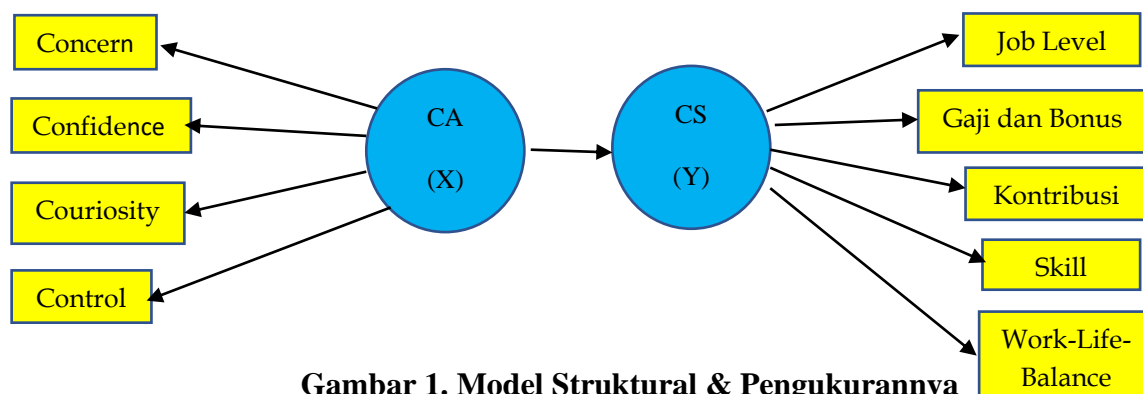 Concern
Confidence
Couriosity
Control
CA
(X)
CS
(Y)
Job Level
Gaji dan Bonus
Kontribusi
Skill
Work-Life-
Balance
Gambar 1. Model Struktural & Pengukurannya